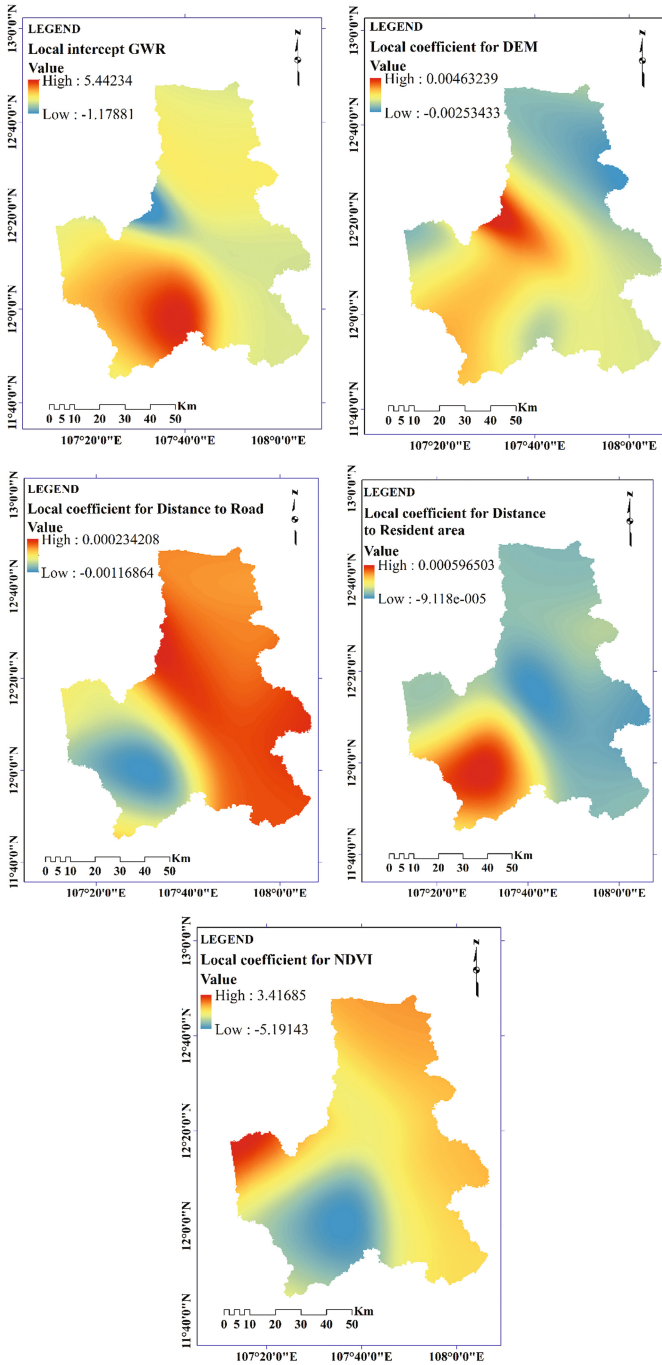 LEGEND
Local intercept GWR
Value
High : 5.44234
Low : -1.17881
N
13°0'0"N
12°40'0"N
12°20'0"N
12°0'0"N
11°40'0"N
Km
0 5 10 20 30 40 50
107°20'0"E 107°40'0"E 108°0'0"E
LEGEND
Local coefficient for DEM
Value
High : 0.00463239
Low : -0.00253433
N
13°0'0"N
12°40'0"N
12°20'0"N
12°0'0"N
11°40'0"N
Km
0 5 10 20 30 40 50
107°20'0"E 107°40'0"E 108°0'0"E
LEGEND
Local coefficient for Distance to Road
Value
High : 0.000234208
Low : -0.00116864
N
13°0'0"N
12°40'0"N
12°20'0"N
12°0'0"N
11°40'0"N
Km
0 5 10 20 30 40 50
107°20'0"E 107°40'0"E 108°0'0"E
LEGEND
Local coefficient for Distance
to Resident area
Value
High : 0.000596503
Low : -9.118e-005
N
13°0'0"N
12°40'0"N
12°20'0"N
12°0'0"N
11°40'0"N
Km
0 5 10 20 30 40 50
107°20'0"E 107°40'0"E 108°0'0"E
LEGEND
Local coefficient for NDVI
Value
High : 3.41685
Low : -5.19143
N
13°0'0"N
12°40'0"N
12°20'0"N
12°0'0"N
11°40'0"N
Km
0 5 10 20 30 40 50
107°20'0"E 107°40'0"E 108°0'0"E